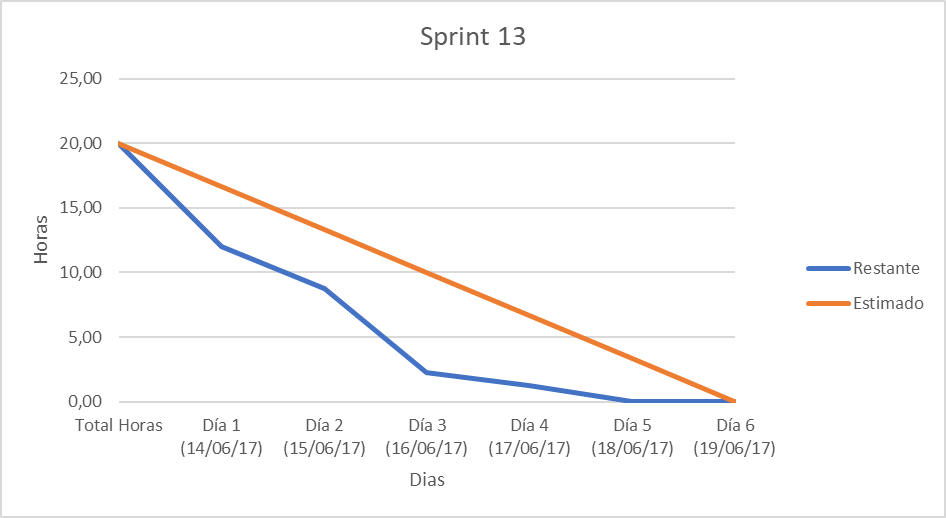 Sprint 13
25,00
20,00
15,00
10,00
5,00
0,00
Horas
Total Horas
Día 1
(14/06/17)
Día 2
(15/06/17)
Día 3
(16/06/17)
Día 4
(17/06/17)
Día 5
(18/06/17)
Día 6
(19/06/17)
Dias
Restante
Estimado